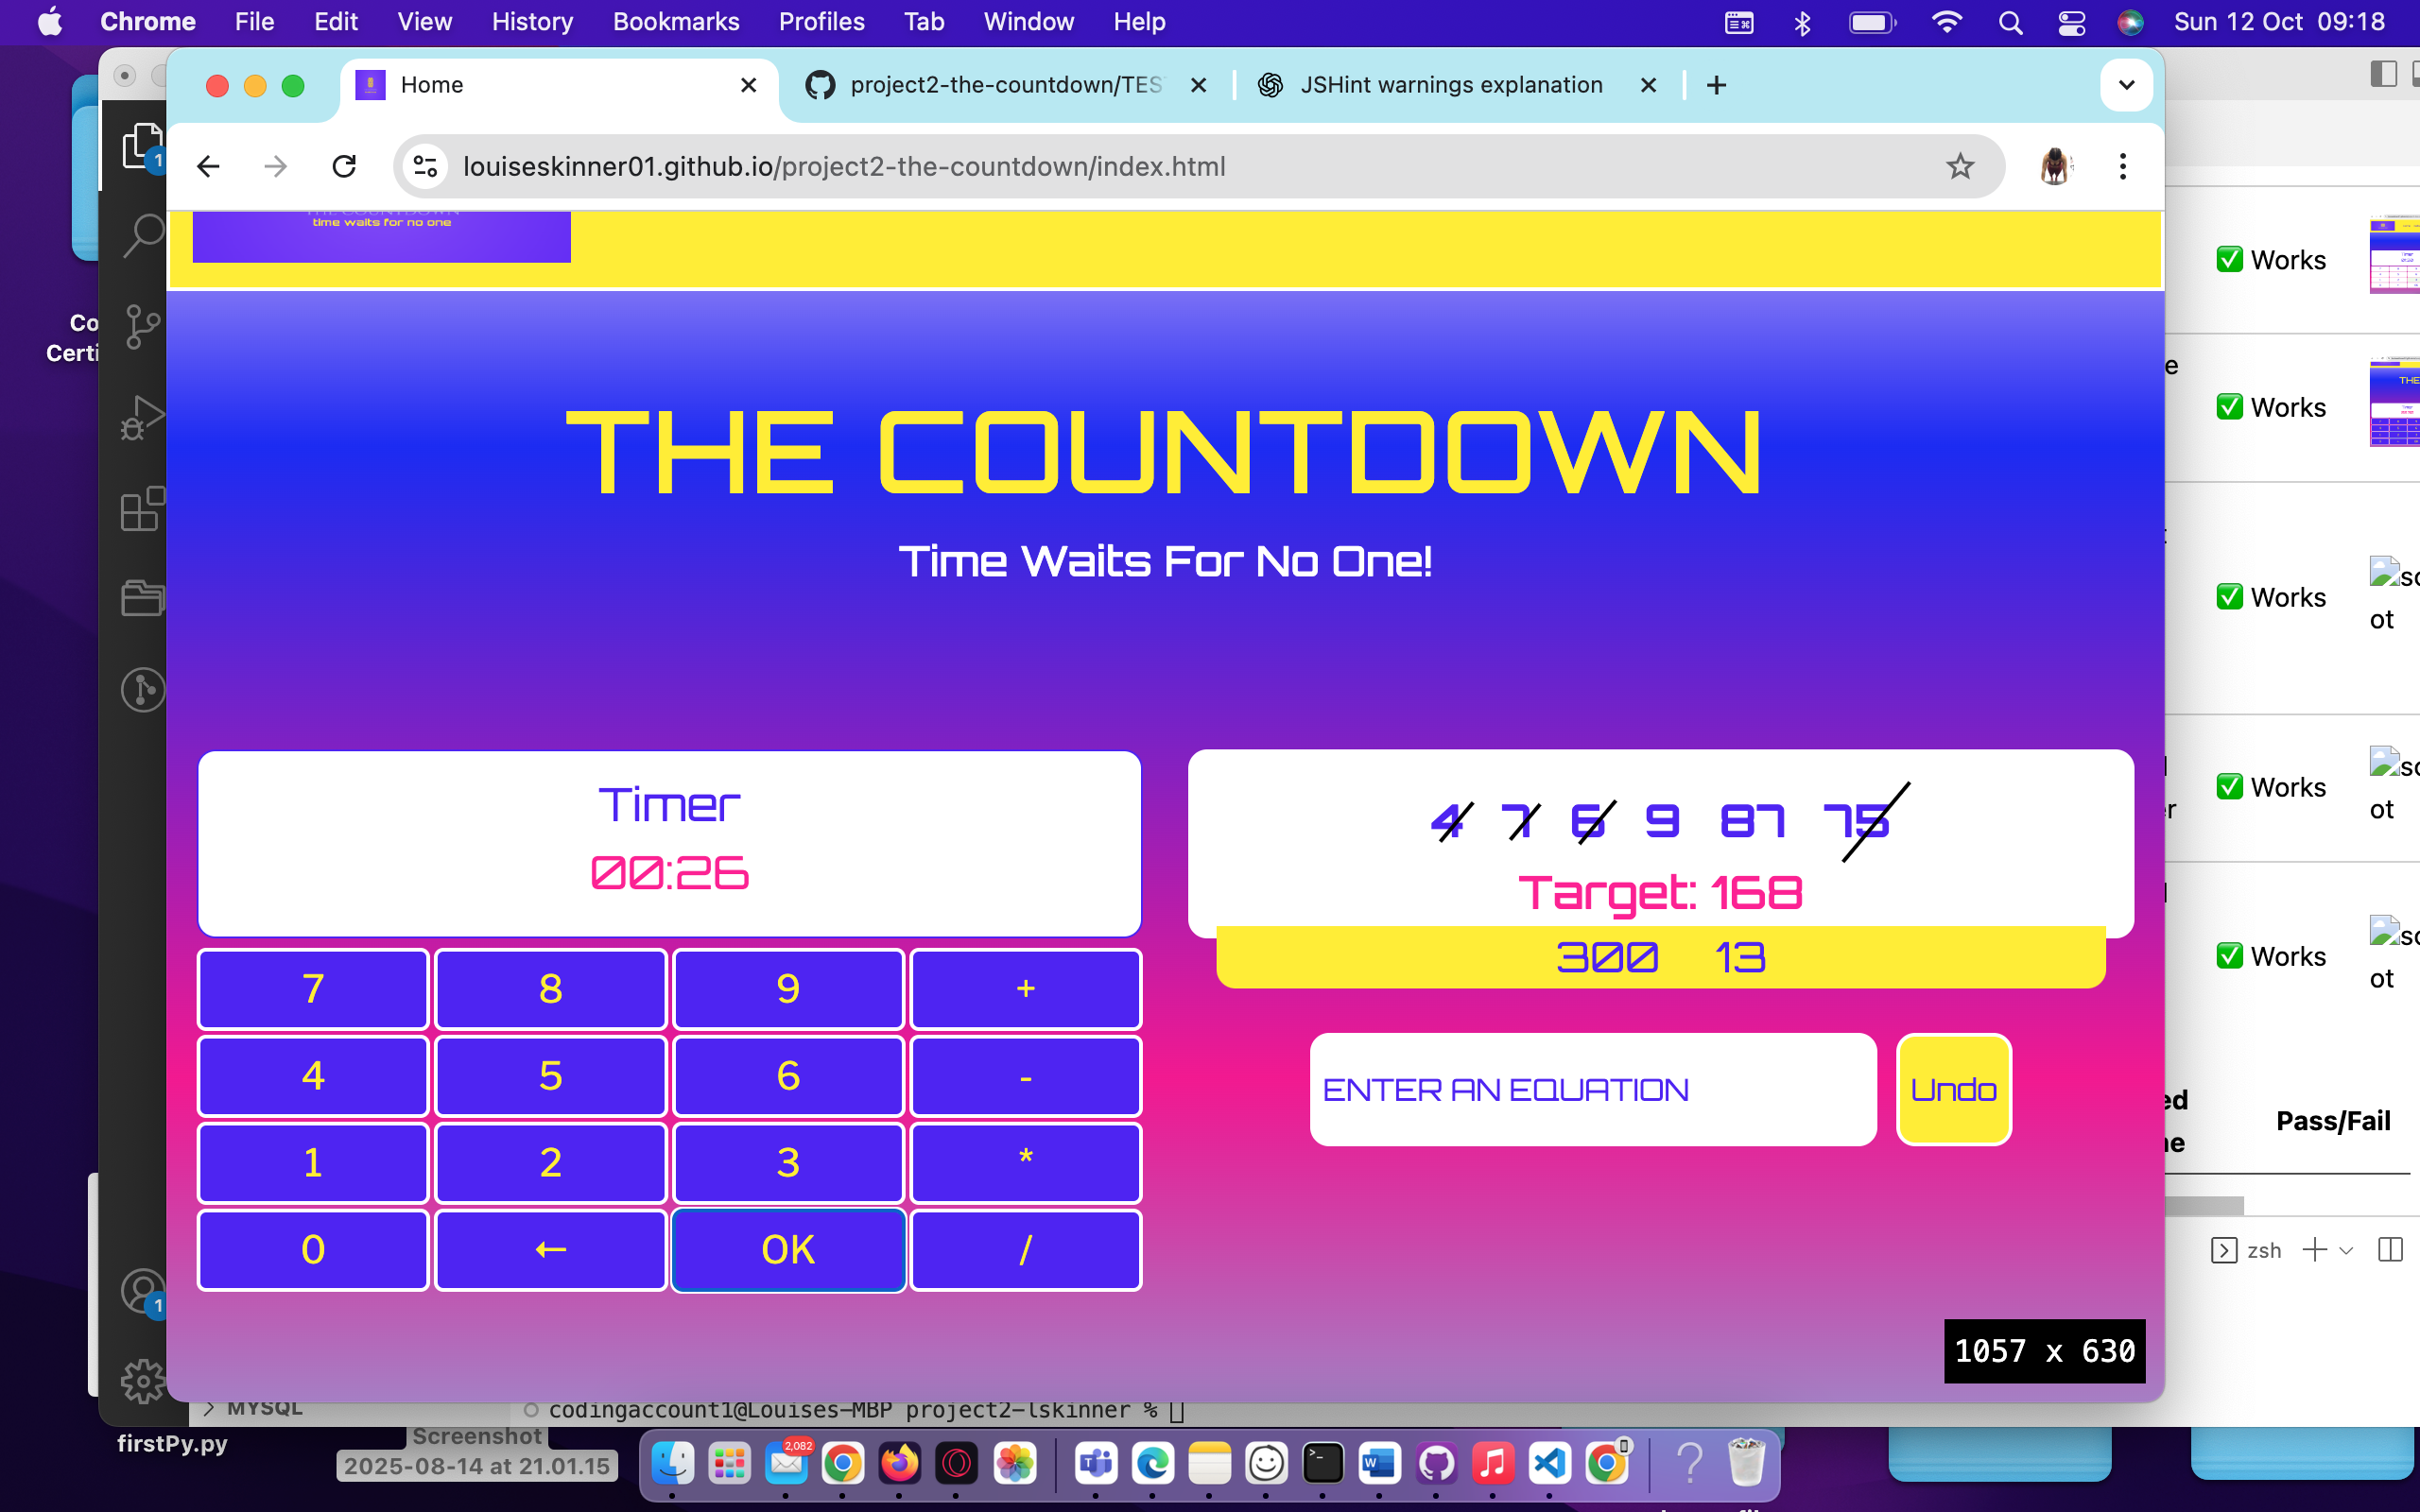 Chrome File Edit View History Bookmarks Profiles Tab Window Help Sun 12 Oct 09:18
Home project2-the-countdown/TES JSHint warnings explanation
louiseskinner01.github.io/project2-the-countdown/index.html
time waits for no one
THE COUNTDOWN
Time Waits For No One!
Timer
00:26
4 7 6 9 87 75
Target: 168
300 13
7 8 9 +
4 5 6 -
1 2 3 *
0 ← OK /
ENTER AN EQUATION
Undo
1057 x 630
Works
Works
Works
ot
Works
ot
Works
ot
Pass/Fail
zsh
1
1
Co
Certi
MYSQL
codingaccount1@Louises-MBP project2-lskinner %
firstPy.py
Screenshot
2025-08-14 at 21.01.15
2,082